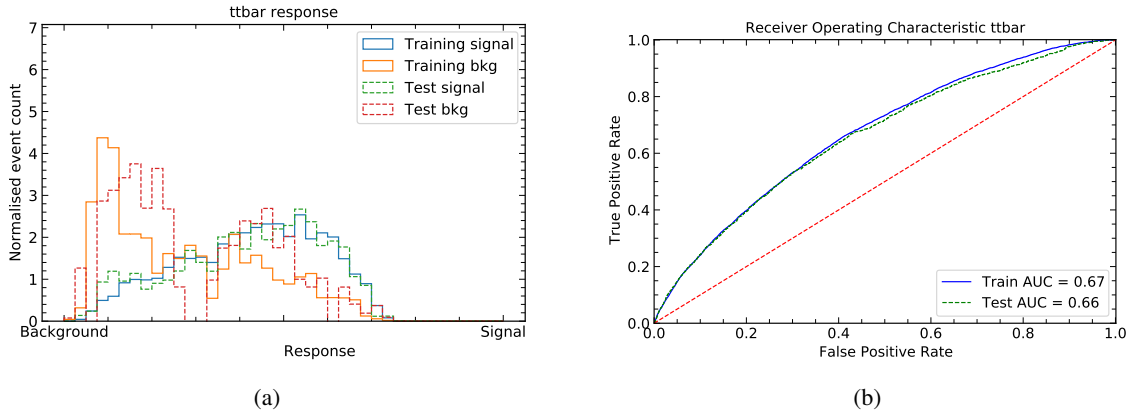 ttbar response
7
6
5
4
3
2
1
0
Normalised event count
Training signal
Training bkg
Test signal
Test bkg
Background
Signal
Response
(a)
Receiver Operating Characteristic ttbar
1.0
0.8
0.6
0.4
0.2
0.0
True Positive Rate
Train AUC = 0.67
Test AUC = 0.66
0.0 0.2 0.4 0.6 0.8 1.0
False Positive Rate
(b)